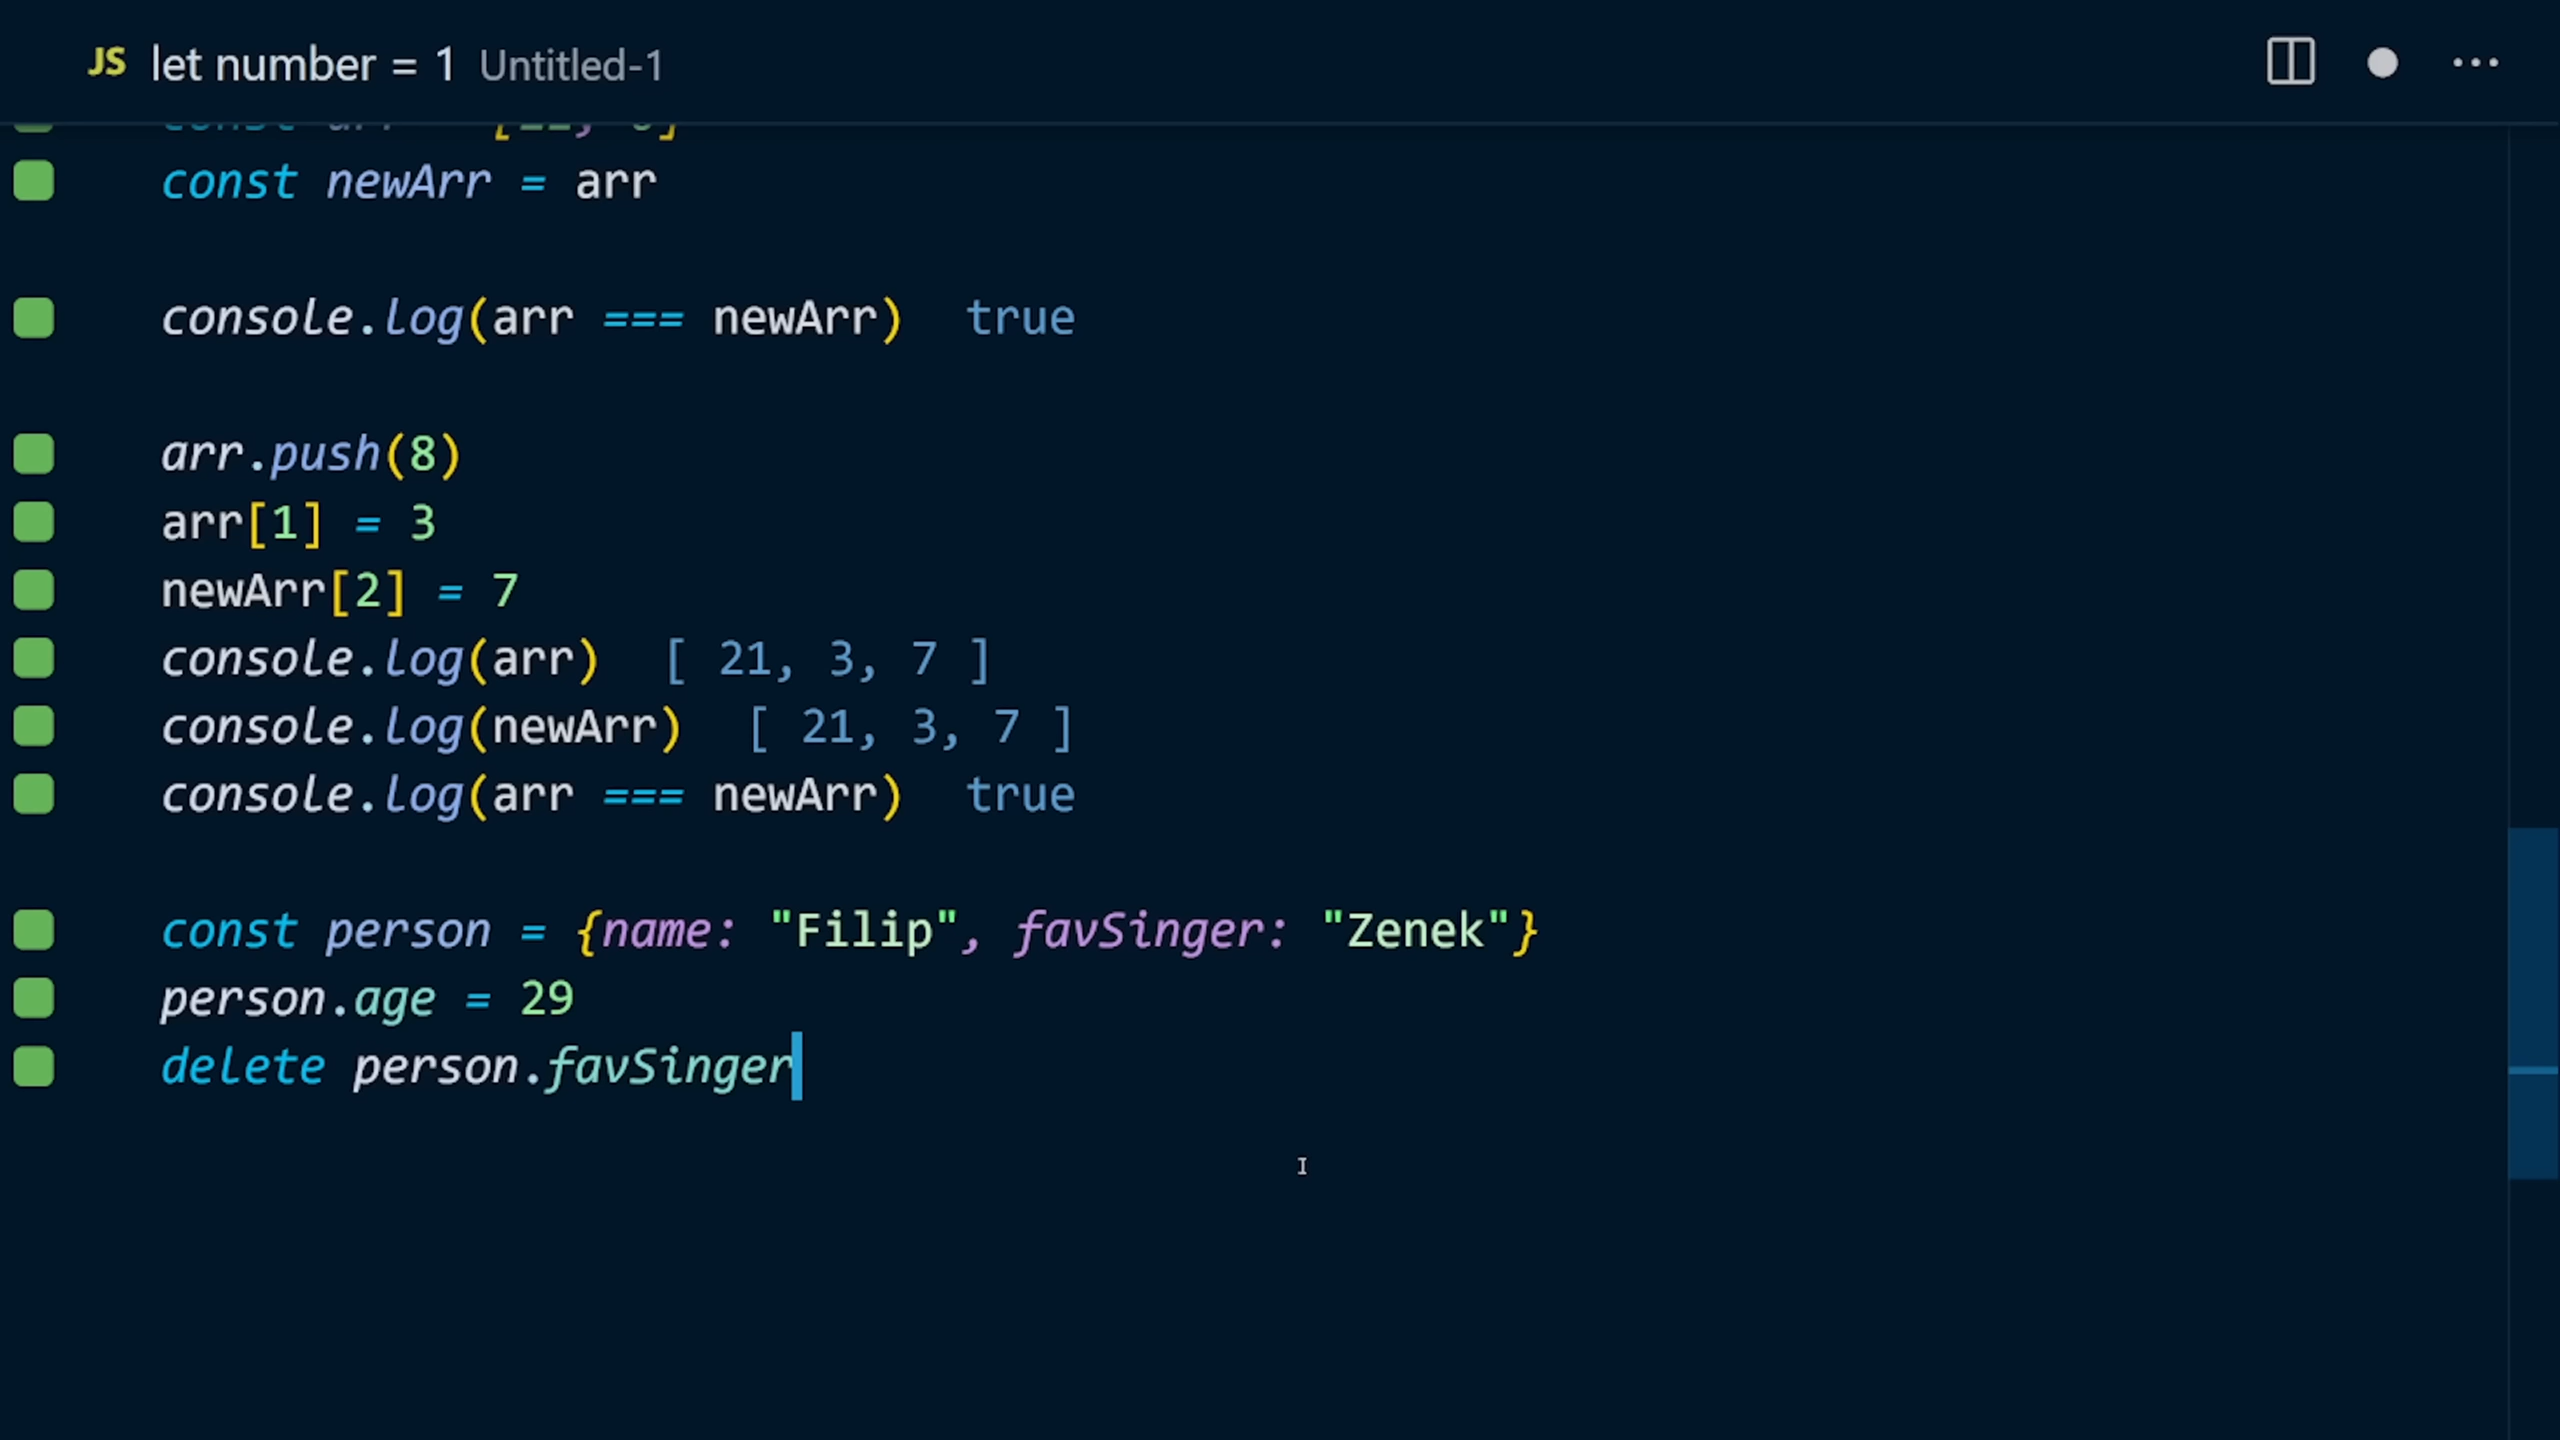 JS let number = 1 Untitled-1
const newArr = arr
console.log(arr === newArr) true
arr.push(8)
arr[1] = 3
newArr[2] = 7
console.log(arr) [ 21, 3, 7 ]
console.log(newArr) [ 21, 3, 7 ]
console.log(arr === newArr) true
const person = {name: "Filip", favSinger: "Zenek"}
person.age = 29
delete person.favSinger